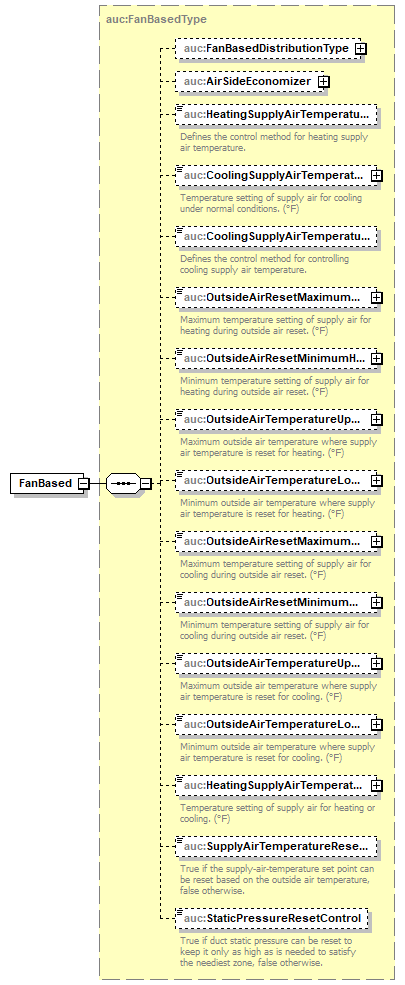 auc:FanBasedType
auc:FanBasedDistributionType
auc:AirSideEconomizer
auc:HeatingSupplyAirTemperatu...
Defines the control method for heating supply
air temperature.
auc:CoolingSupplyAirTemperat...
Temperature setting of supply air for cooling
under normal conditions. (°F)
auc:CoolingSupplyAirTemperatu...
Defines the control method for controlling
cooling supply air temperature.
auc:OutsideAirResetMaximum...
Maximum temperature setting of supply air for
heating during outside air reset. (°F)
auc:OutsideAirResetMinimumH...
Minimum temperature setting of supply air for
heating during outside air reset. (°F)
auc:OutsideAirTemperatureUp...
Maximum outside air temperature where supply
air temperature is reset for heating. (°F)
FanBased
auc:OutsideAirTemperatureLo...
Minimum outside air temperature where supply
air temperature is reset for heating. (°F)
auc:OutsideAirResetMaximum...
Maximum temperature setting of supply air for
cooling during outside air reset. (°F)
auc:OutsideAirResetMinimum...
Minimum temperature setting of supply air for
cooling during outside air reset. (°F)
auc:OutsideAirTemperatureUp...
Maximum outside air temperature where supply
air temperature is reset for cooling. (°F)
auc:OutsideAirTemperatureLo...
Minimum outside air temperature where supply
air temperature is reset for cooling. (°F)
auc:HeatingSupplyAirTemperat...
Temperature setting of supply air for heating or
cooling. (°F)
auc:SupplyAirTemperatureRese...
True if the supply-air-temperature set point can
be reset based on the outside air temperature,
false otherwise.
auc:StaticPressureResetControl
True if duct static pressure can be reset to
keep it only as high as is needed to satisfy
the neediest zone, false otherwise.